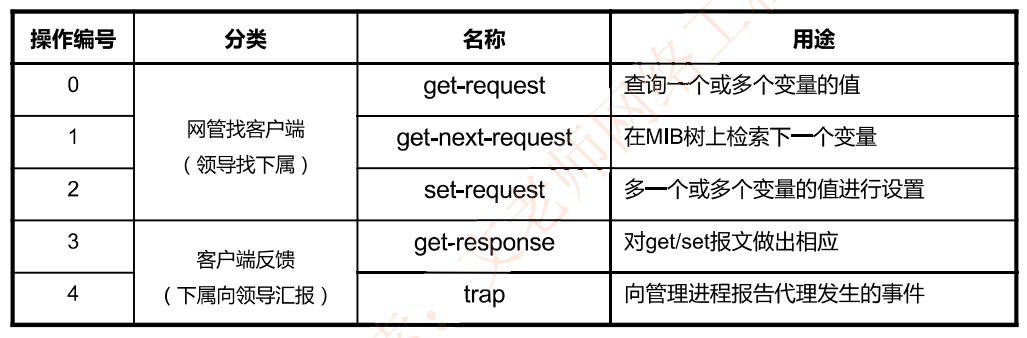 操作编号 分类 名称 用途
0 get-request 查询一个或多个变量的值
网管找客户端
（领导找下属）
1 get-next-request 在MIB树上检索下一个变量
2 set-request 多一个或多个变量的值进行设置
3 get-response 对get/set报文做出相应
客户端反馈
（下属向领导汇报）
4 trap 向管理进程报告代理发生的事件